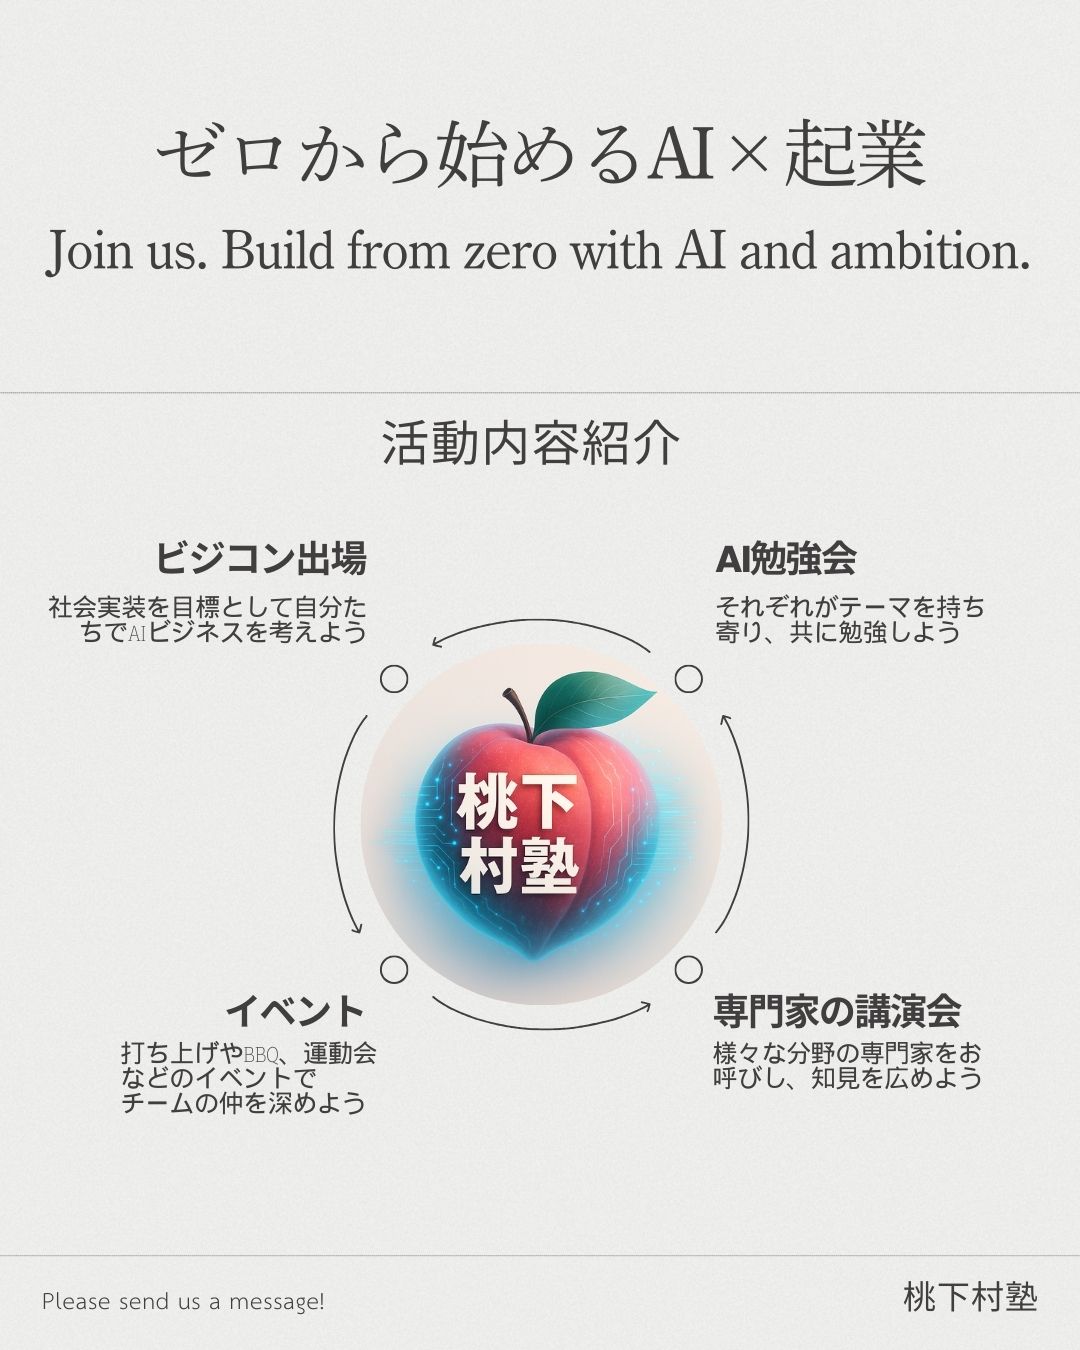 ゼロから始めるAI×起業
Join us. Build from zero with AI and ambition.
活動内容紹介
ビジコン出場
社会実装を目標として自分た
ちでAIビジネスを考えよう
AI勉強会
それぞれがテーマを持ち
寄り、共に勉強しよう
桃下
村塾
イベント
打ち上げやBBQ、運動会
などのイベントで
チームの仲を深めよう
専門家の講演会
様々な分野の専門家をお
呼びし、知見を広めよう
Please send us a message!
桃下村塾